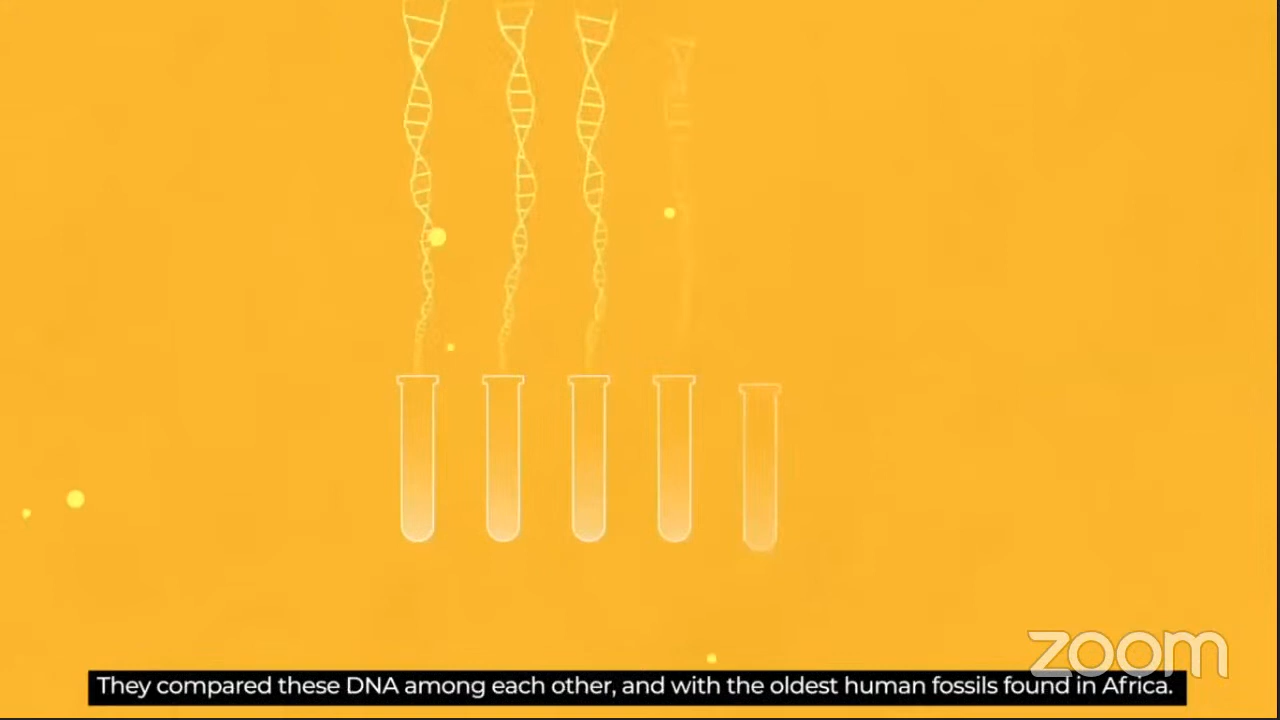 zoom
They compared these DNA among each other, and with the oldest human fossils found in Africa.